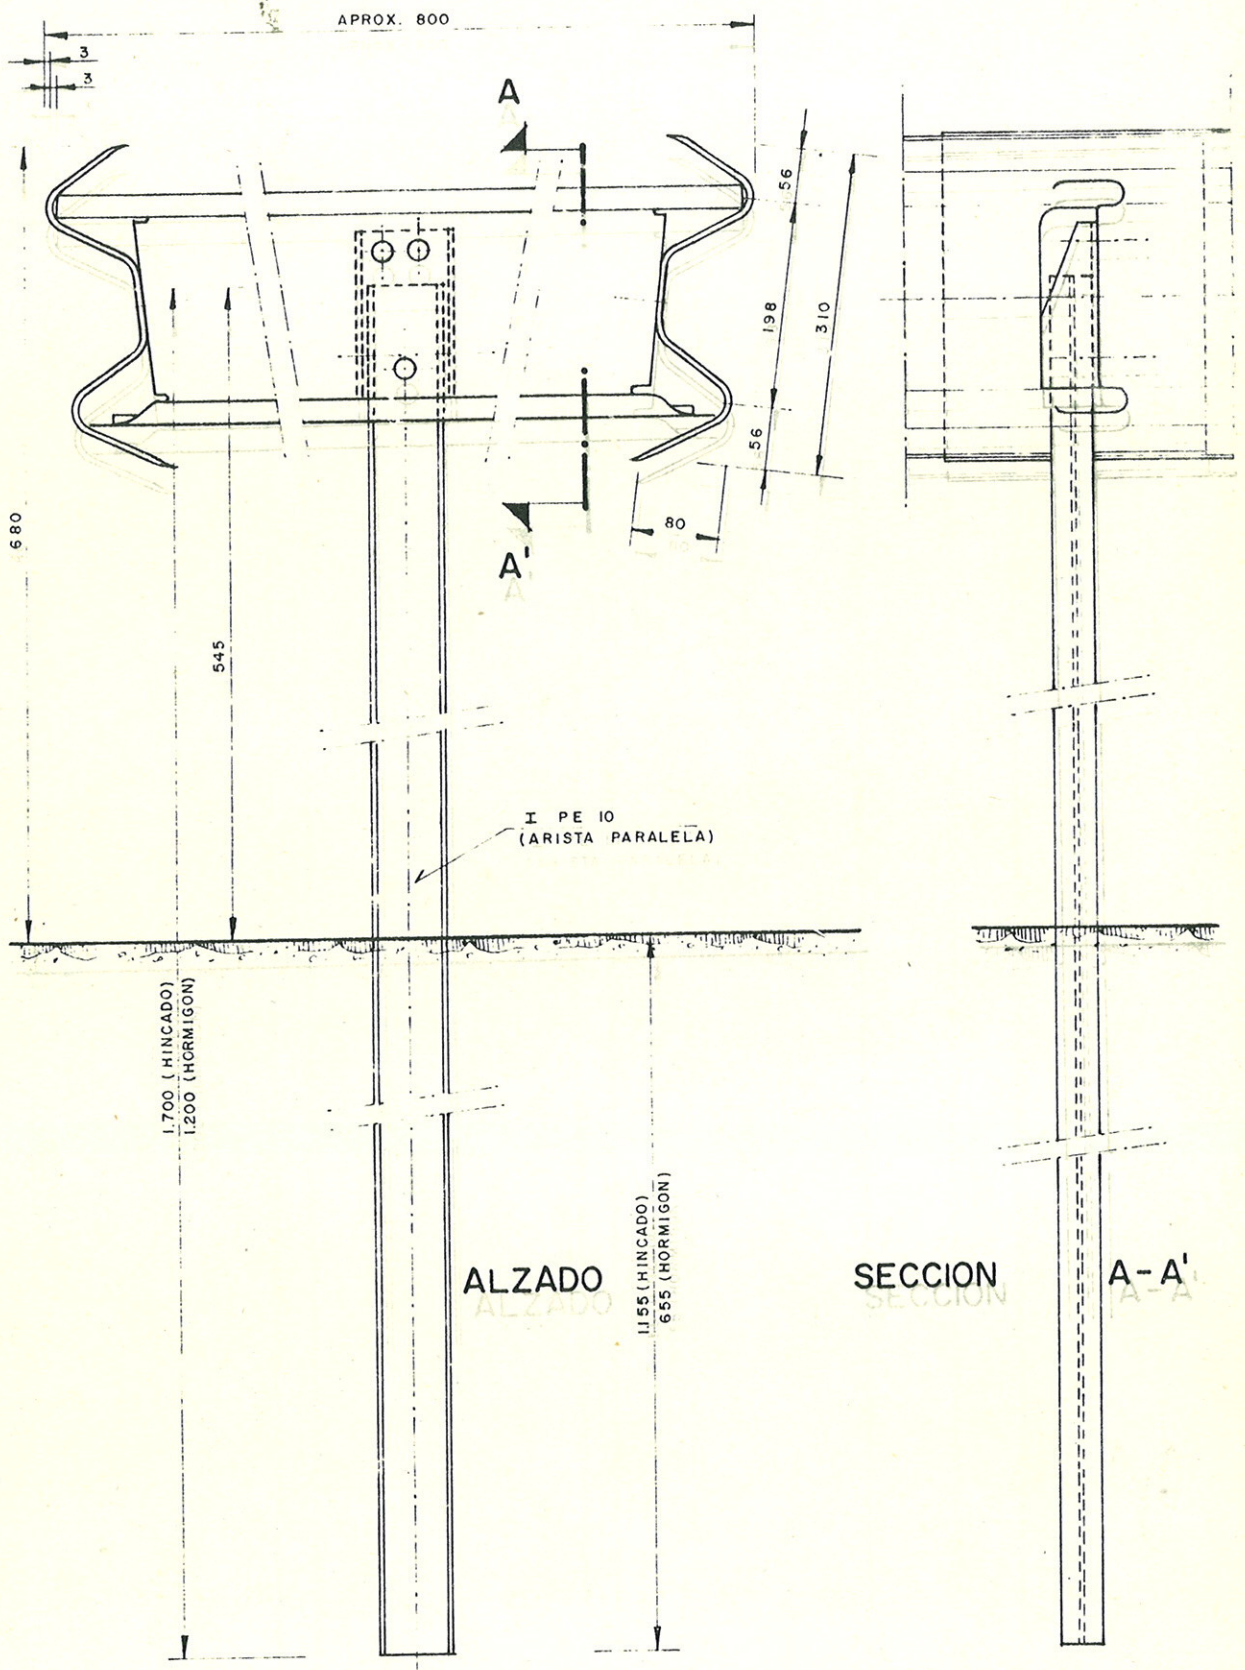 APROX. 800
3
3
A
56
198
310
56
80
A'
680
545
I PE 10
(ARISTA PARALELA)
1.700 (HINCADO)
1.200 (HORMIGON)
1.155 (HINCADO)
655 (HORMIGON)
ALZADO
SECCION A-A'